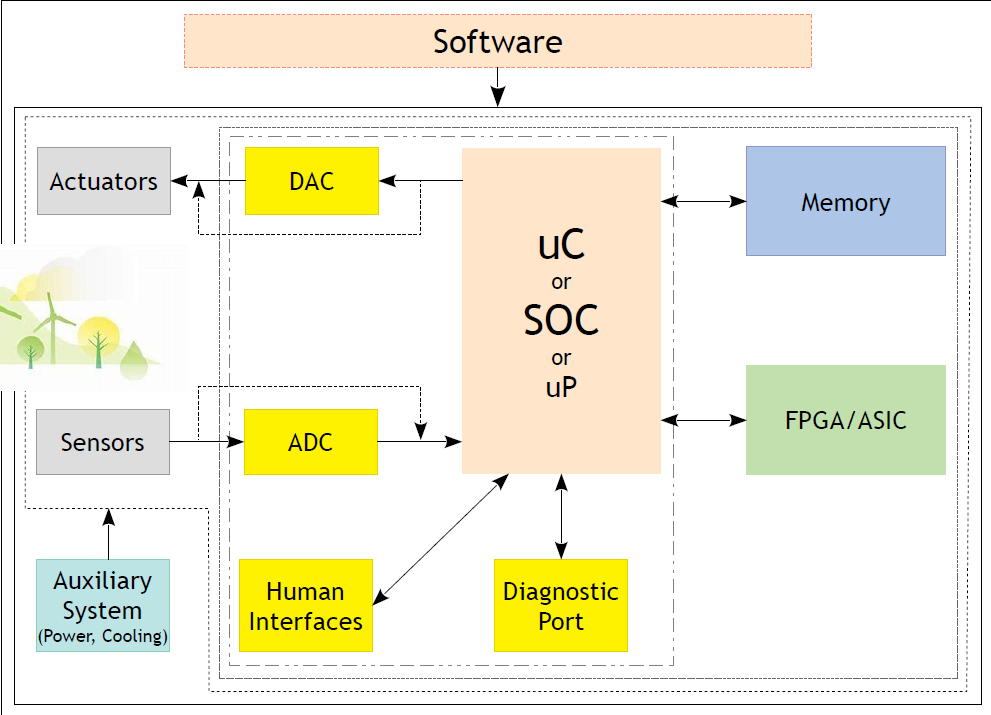 Software
Actuators
DAC
uC
or
SOC
or
uP
Memory
Sensors
ADC
FPGA/ASIC
Auxiliary
System
(Power, Cooling)
Human
Interfaces
Diagnostic
Port